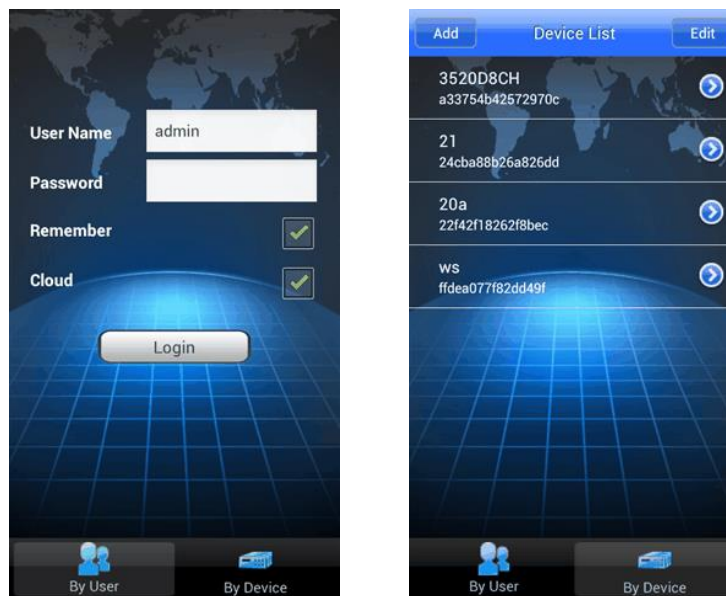 User Name
admin
Password
Remember
Cloud
Login
By User
By Device
Add
Device List
Edit
3520D8CH
a33754b42572970c
21
24cba88b26a826dd
20a
22f42f18262f8bec
ws
ffdea077f82dd49f
By User
By Device